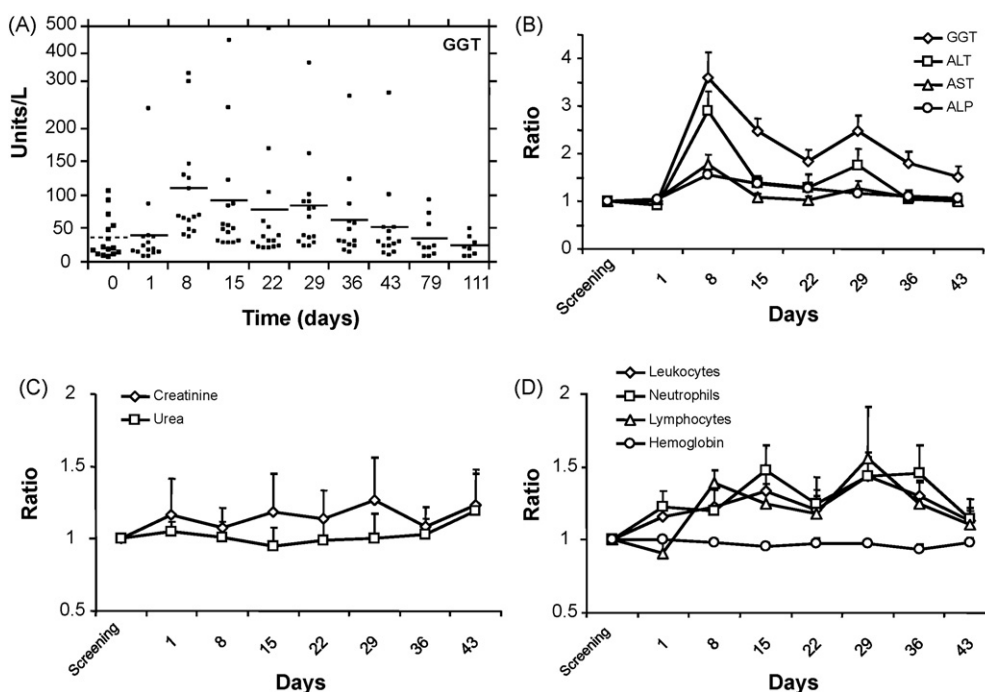 (A)
GGT
Units/L
500
400
300
200
150
100
50
0
0 1 8 15 22 29 36 43 79 111
Time (days)
(B)
GGT
ALT
AST
ALP
Ratio
5
4
3
2
1
0
Screening 1 8 15 22 29 36 43
Days
(C)
Creatinine
Urea
Ratio
2
1.5
1
0.5
Screening 1 8 15 22 29 36 43
Days
(D)
Leukocytes
Neutrophils
Lymphocytes
Hemoglobin
Ratio
2
1.5
1
0.5
Screening 1 8 15 22 29 36 43
Days